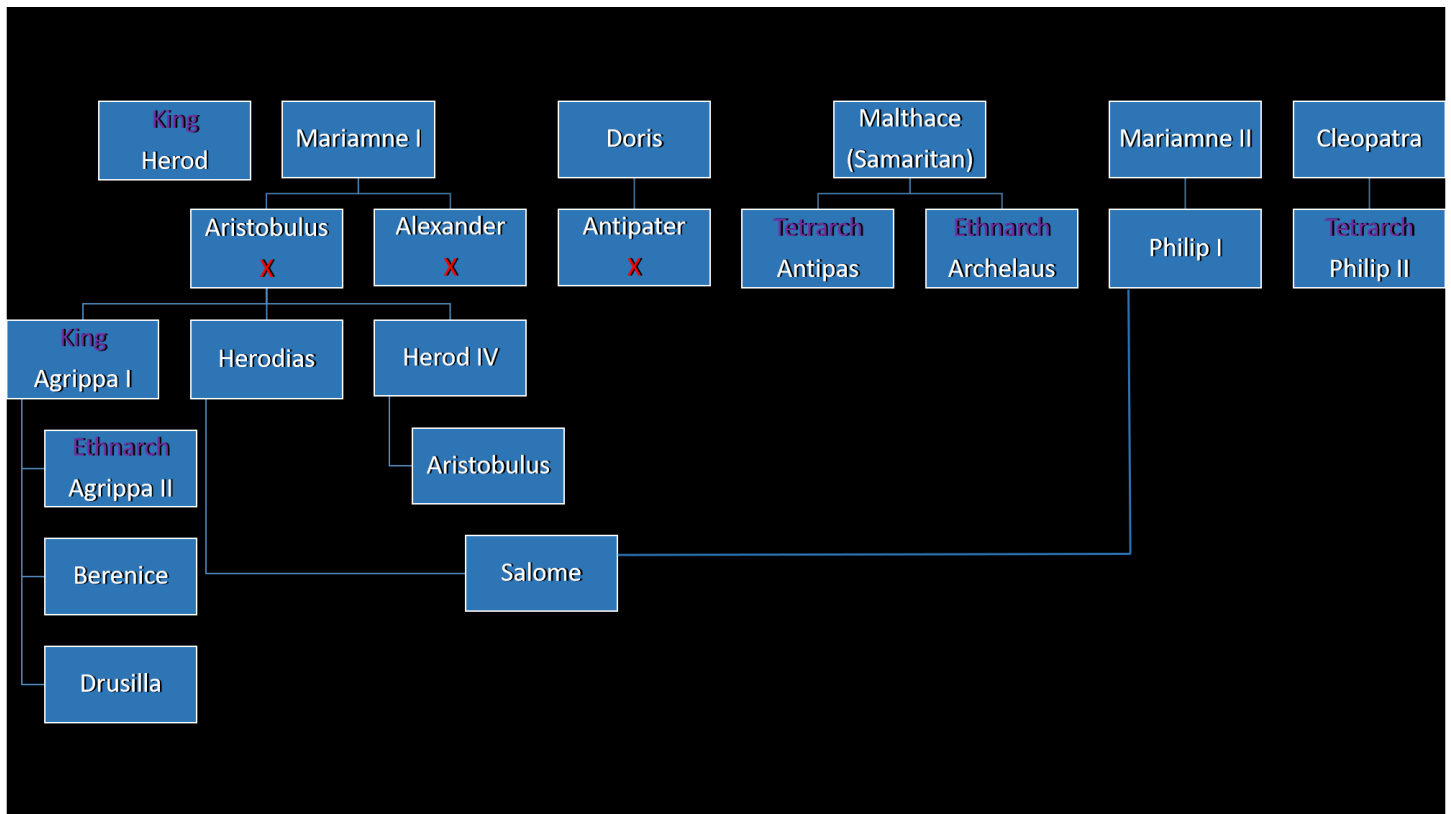 King
Herod
Mariamne I
Doris
Malthace
(Samaritan)
Mariamne II
Cleopatra
Aristobulus
X
Alexander
X
Antipater
X
Tetrarch
Antipas
Ethnarch
Archelaus
Philip I
Tetrarch
Philip II
King
Agrippa I
Herodias
Herod IV
Ethnarch
Agrippa II
Aristobulus
Berenice
Salome
Drusilla